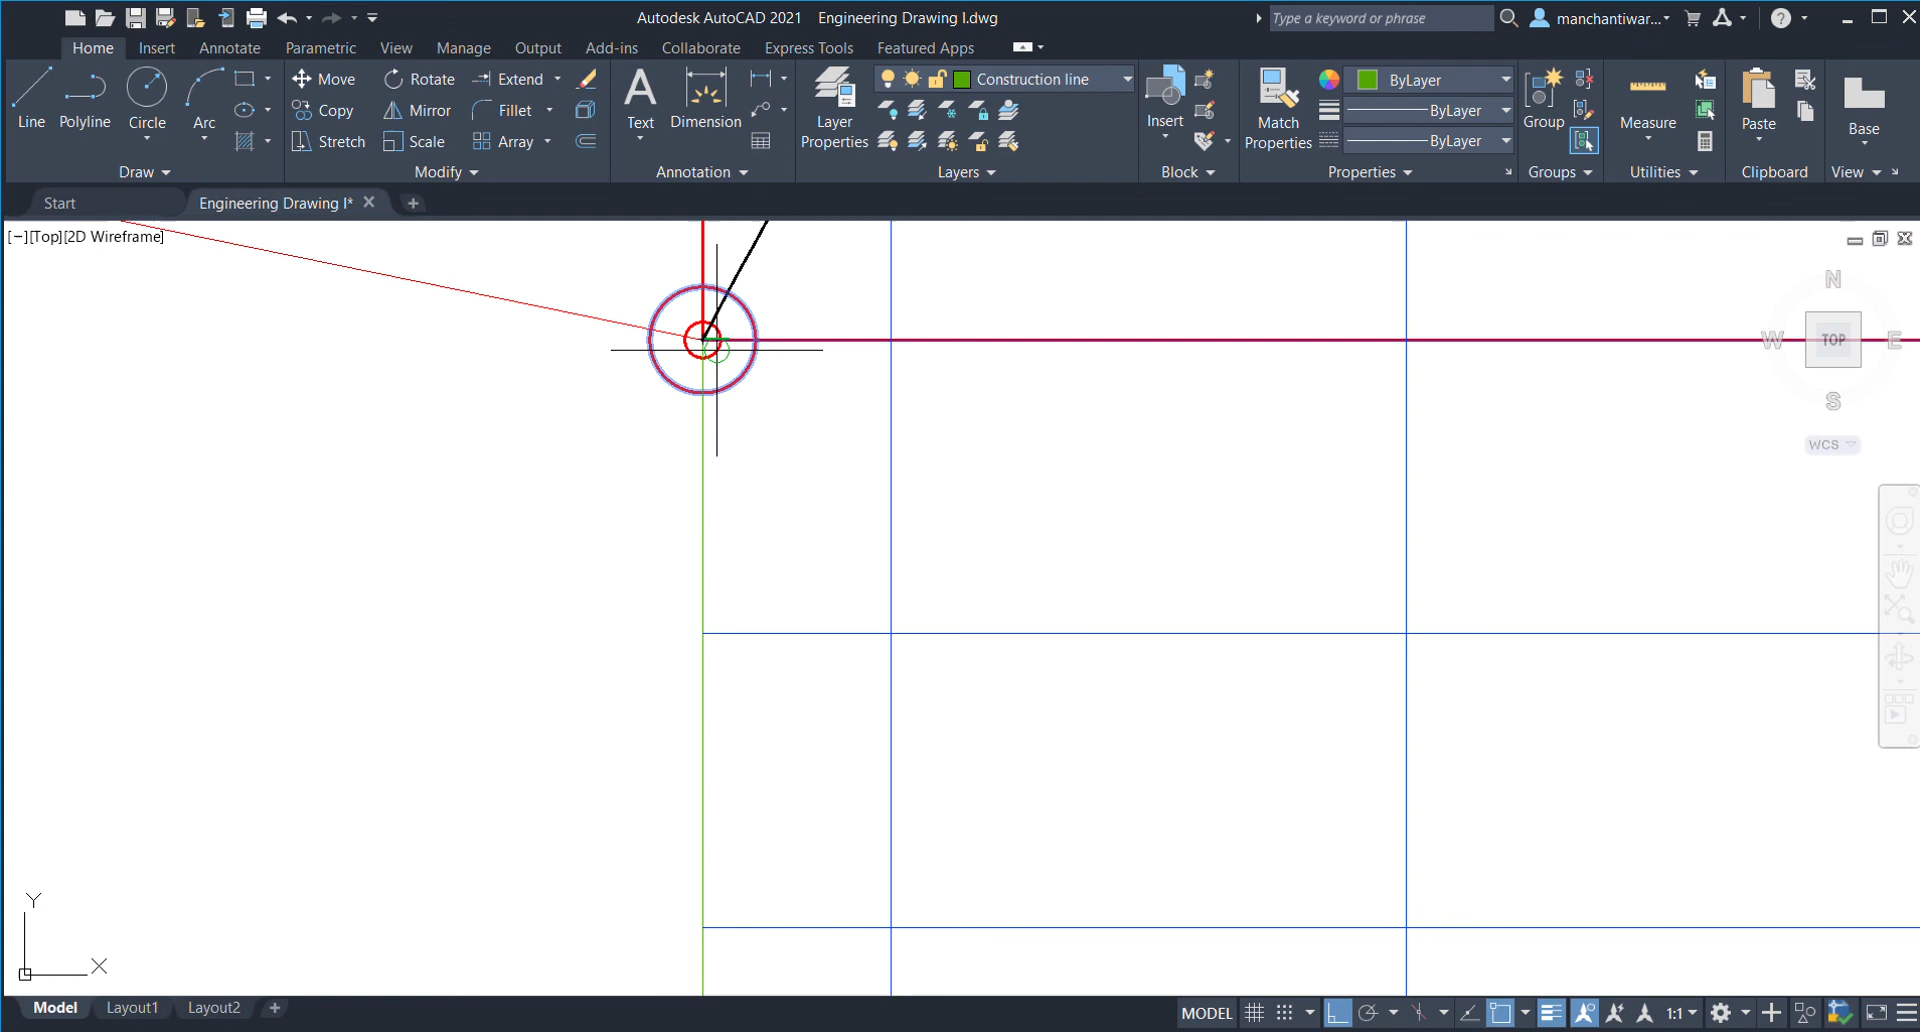 Autodesk AutoCAD 2021 Engineering Drawing I.dwg
Type a keyword or phrase
manchantiwar...
Home Insert Annotate Parametric View Manage Output Add-ins Collaborate Express Tools Featured Apps
Line
Polyline
Circle
Arc
Draw
Move
Rotate
Extend
Copy
Mirror
Fillet
Stretch
Scale
Array
Modify
Text
Dimension
Annotation
Layer
Properties
Construction line
Layers
Insert
Block
Match
Properties
ByLayer
ByLayer
ByLayer
Properties
Group
Groups
Measure
Utilities
Paste
Clipboard
Base
View
Start
Engineering Drawing I*
[−][Top][2D Wireframe]
N
W TOP E
S
WCS
Y
X
Model Layout1 Layout2
MODEL 1:1